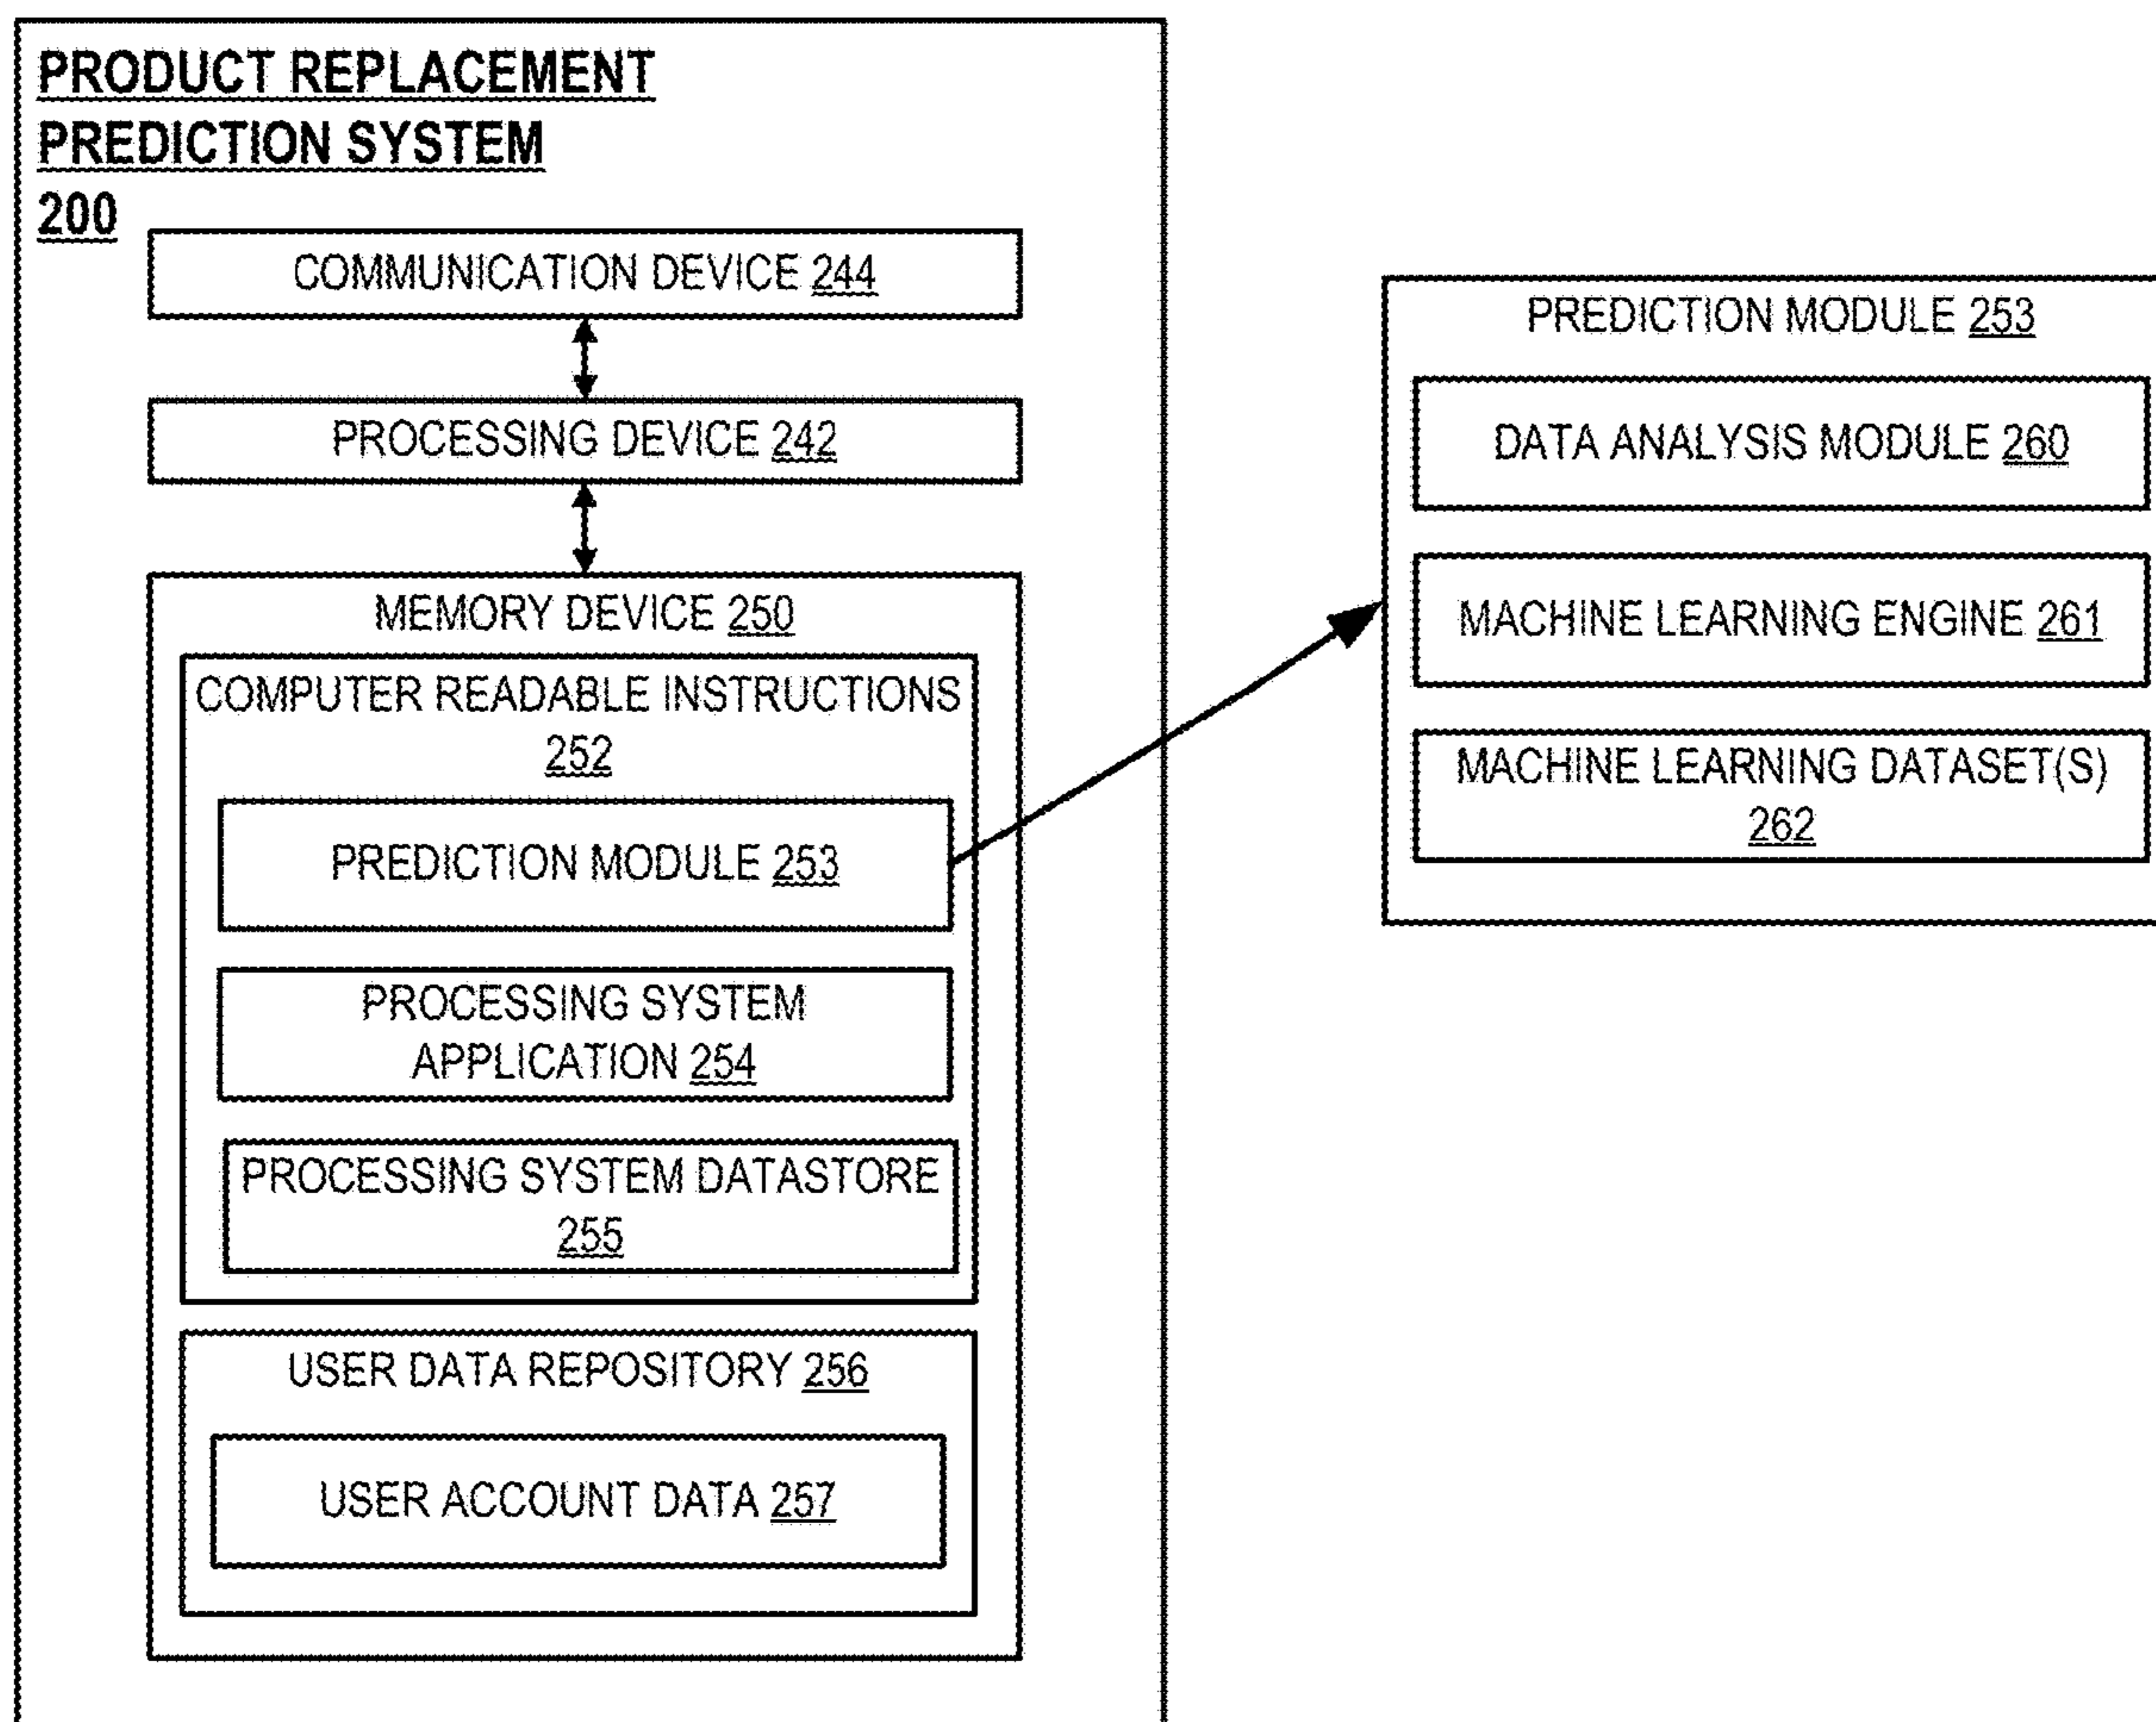 PRODUCT REPLACEMENT
PREDICTION SYSTEM
200
COMMUNICATION DEVICE 244
PROCESSING DEVICE 242
MEMORY DEVICE 250
COMPUTER READABLE INSTRUCTIONS
252
PREDICTION MODULE 253
PROCESSING SYSTEM
APPLICATION 254
PROCESSING SYSTEM DATASTORE
255
USER DATA REPOSITORY 256
USER ACCOUNT DATA 257
PREDICTION MODULE 253
DATA ANALYSIS MODULE 260
MACHINE LEARNING ENGINE 261
MACHINE LEARNING DATASET(S)
262